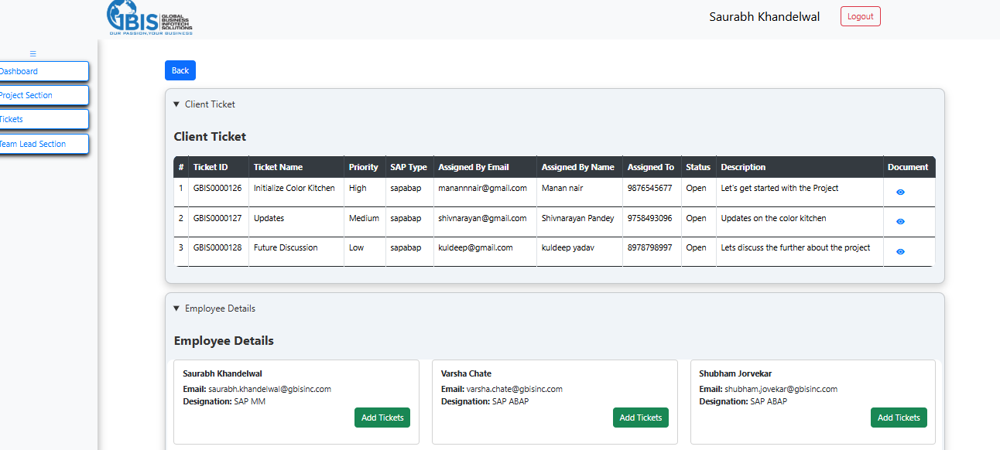 GBIS GLOBAL BUSINESS INFOTECH SOLUTIONS
OUR PASSION,YOUR BUSINESS
Saurabh Khandelwal Logout
Dashboard
Project Section
Tickets
Team Lead Section
Back
▼ Client Ticket
Client Ticket
# Ticket ID Ticket Name Priority SAP Type Assigned By Email Assigned By Name Assigned To Status Description Document
1 GBIS0000126 Initialize Color Kitchen High sapabap manannnair@gmail.com Manan nair 9876545677 Open Let's get started with the Project
2 GBIS0000127 Updates Medium sapabap shivnarayan@gmail.com Shivnarayan Pandey 9758493096 Open Updates on the color kitchen
3 GBIS0000128 Future Discussion Low sapabap kuldeep@gmail.com kuldeep yadav 8978798997 Open Lets discuss the further about the project
▼ Employee Details
Employee Details
Saurabh Khandelwal
Email: saurabh.khandelwal@gbisinc.com
Designation: SAP MM
Add Tickets
Varsha Chate
Email: varsha.chate@gbisinc.com
Designation: SAP ABAP
Add Tickets
Shubham Jorvekar
Email: shubham.jovekar@gbisinc.com
Designation: SAP ABAP
Add Tickets